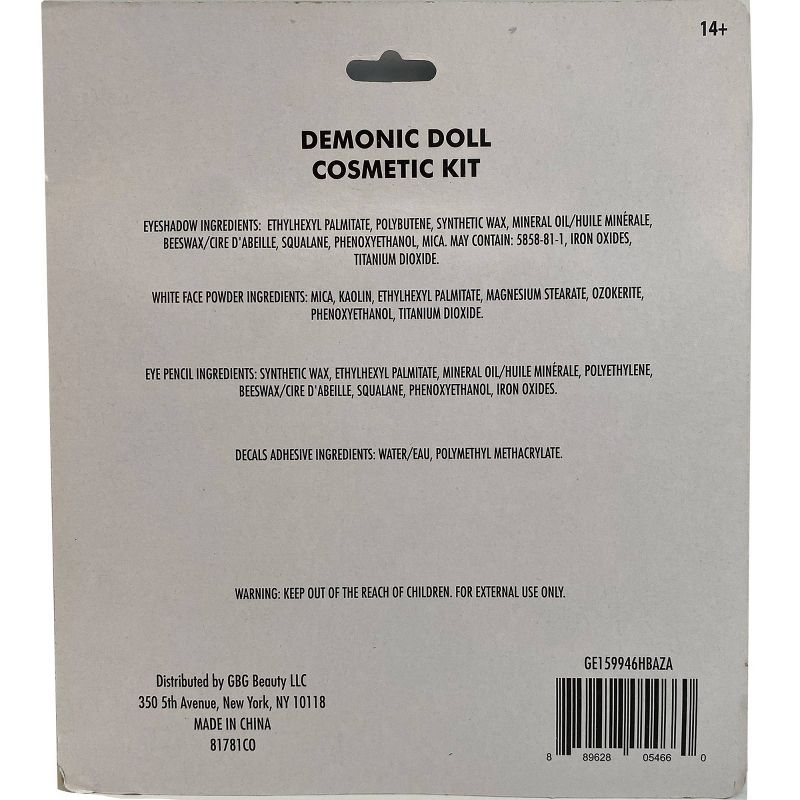 14+
DEMONIC DOLL
COSMETIC KIT
EYESHADOW INGREDIENTS: ETHYLHEXYL PALMITATE, POLYBUTENE, SYNTHETIC WAX, MINERAL OIL/HUILE MINÉRALE,
BEESWAX/CIRE D'ABEILLE, SQUALANE, PHENOXYETHANOL, MICA. MAY CONTAIN: 5858-81-1, IRON OXIDES,
TITANIUM DIOXIDE.
WHITE FACE POWDER INGREDIENTS: MICA, KAOLIN, ETHYLHEXYL PALMITATE, MAGNESIUM STEARATE, OZOKERITE,
PHENOXYETHANOL, TITANIUM DIOXIDE.
EYE PENCIL INGREDIENTS: SYNTHETIC WAX, ETHYLHEXYL PALMITATE, MINERAL OIL/HUILE MINÉRALE, POLYETHYLENE,
BEESWAX/CIRE D'ABEILLE, SQUALANE, PHENOXYETHANOL, IRON OXIDES.
DECALS ADHESIVE INGREDIENTS: WATER/EAU, POLYMETHYL METHACRYLATE.
WARNING: KEEP OUT OF THE REACH OF CHILDREN. FOR EXTERNAL USE ONLY.
Distributed by GBG Beauty LLC
350 5th Avenue, New York, NY 10118
MADE IN CHINA
81781CO
GE159946HBAZA
8 89628 05466 0